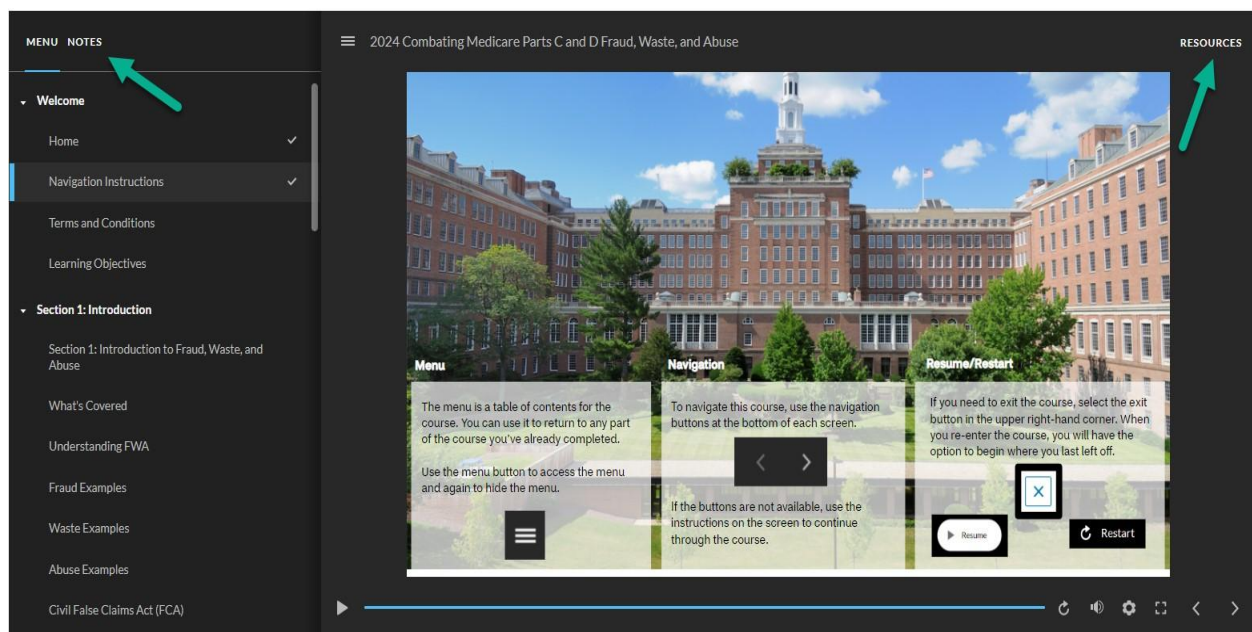 MENU NOTES
Welcome
Home
Navigation Instructions
Terms and Conditions
Learning Objectives
Section 1: Introduction
Section 1: Introduction to Fraud, Waste, and
Abuse
What's Covered
Understanding FWA
Fraud Examples
Waste Examples
Abuse Examples
Civil False Claims Act (FCA)
2024 Combating Medicare Parts C and D Fraud, Waste, and Abuse
RESOURCES
Menu
The menu is a table of contents for the
course. You can use it to return to any part
of the course you've already completed.
Use the menu button to access the menu
and again to hide the menu.
Navigation
To navigate this course, use the navigation
buttons at the bottom of each screen.
If the buttons are not available, use the
instructions on the screen to continue
through the course.
Resume/Restart
If you need to exit the course, select the exit
button in the upper right-hand corner. When
you re-enter the course, you will have the
option to begin where you last left off.
X
Resume
Restart